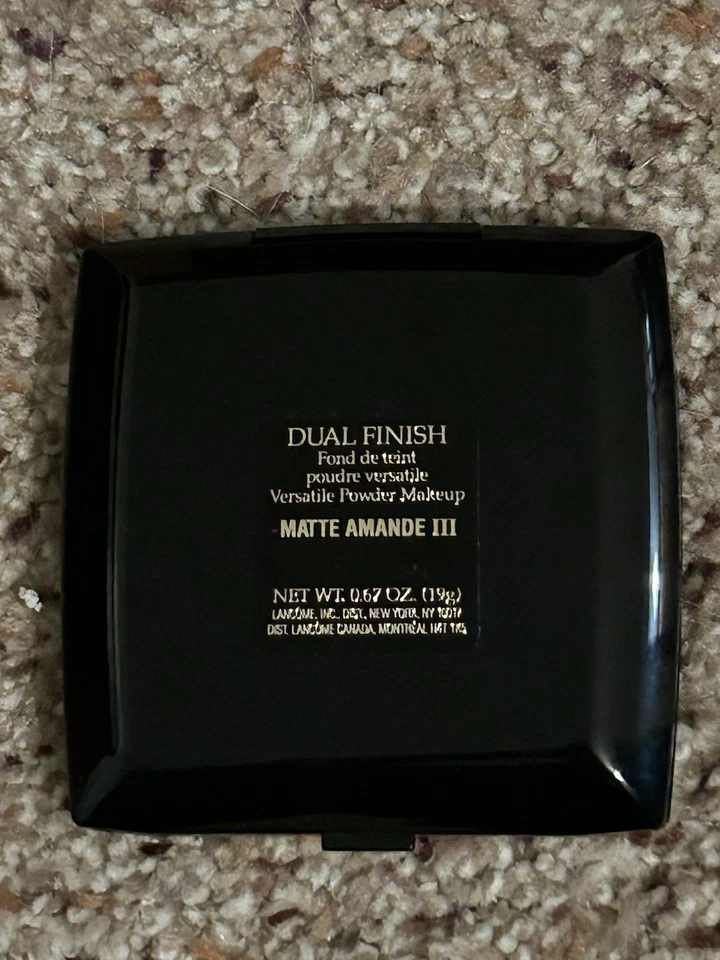 DUAL FINISH
Fond de teint
poudre versatile
Versatile Powder Makeup
MATTE AMANDE III
NET WT. 0.67 OZ. (19g)
LANCÔME, INC., DIST., NEW YORK, NY
DIST. LANCÔME CANADA, MONTRÉAL